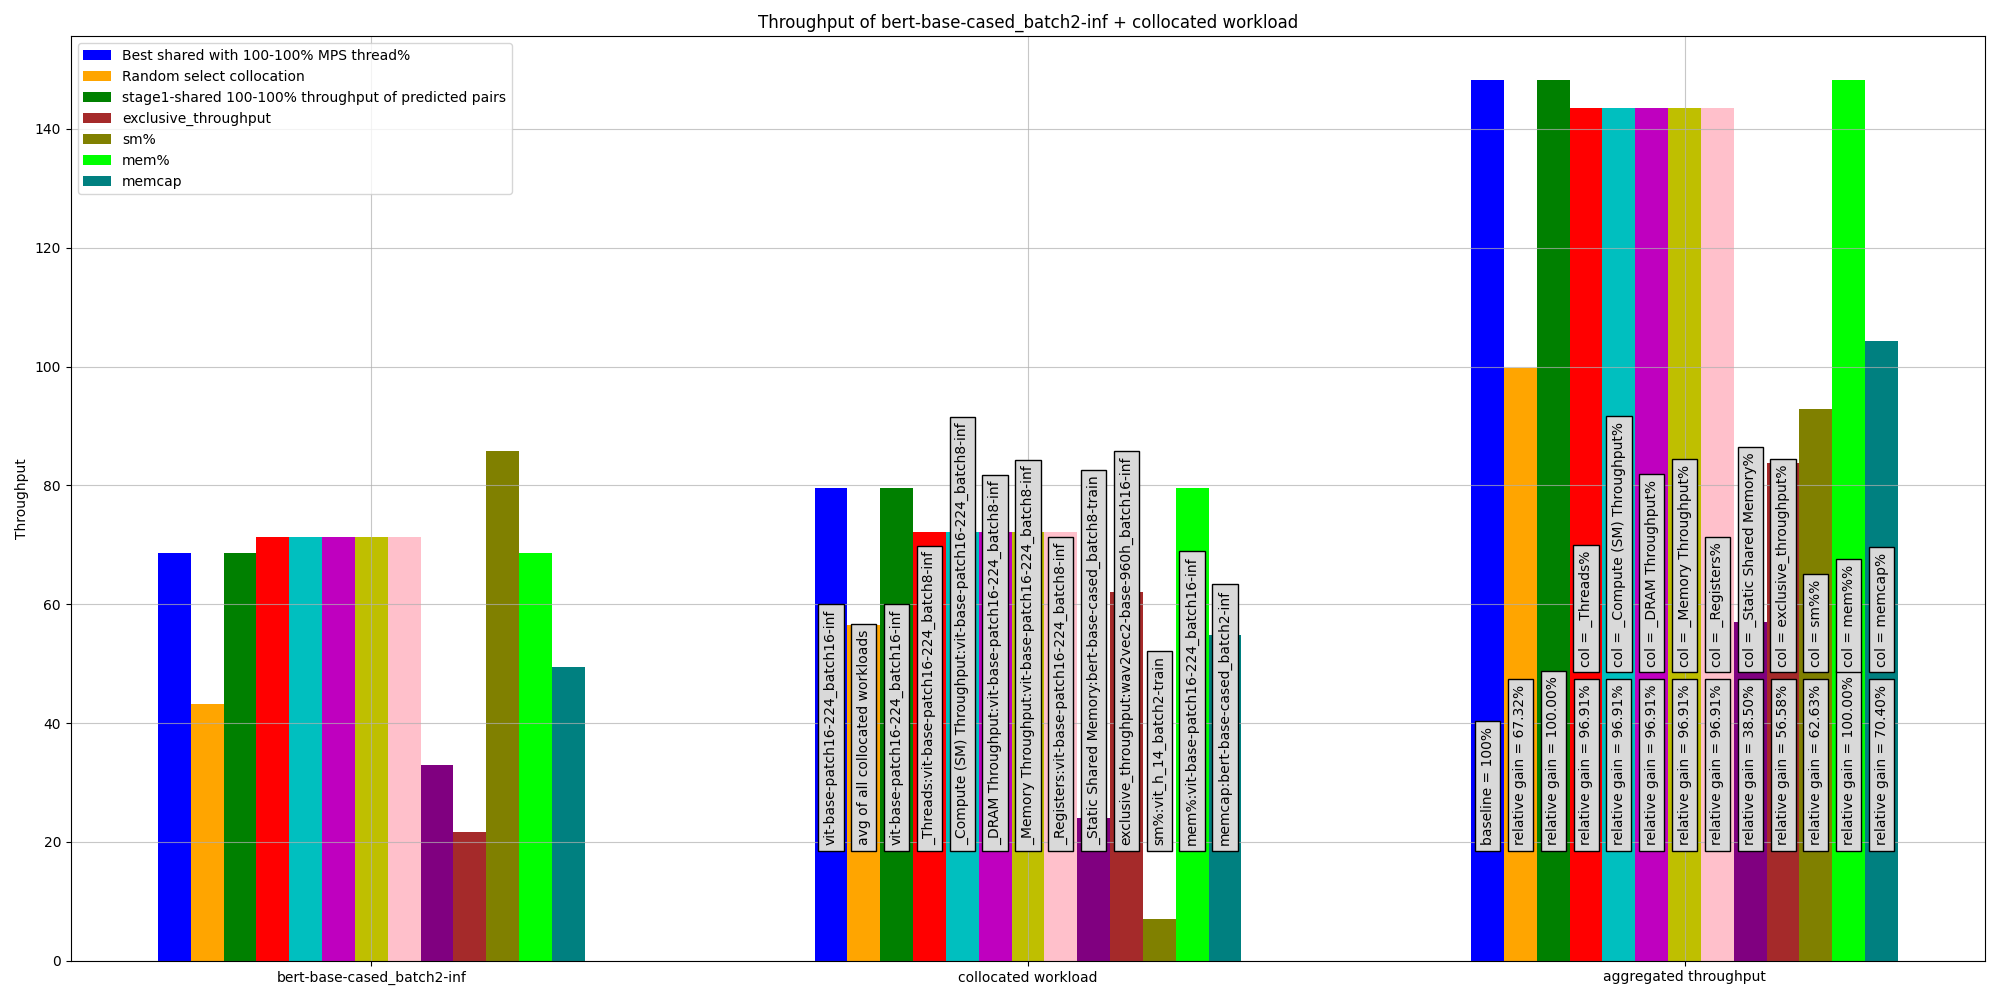 Throughput of bert-base-cased_batch2-inf + collocated workload
Best shared with 100-100% MPS thread%
Random select collocation
stage1-shared 100-100% throughput of predicted pairs
exclusive_throughput
sm%
mem%
memcap
Throughput
140
120
100
80
60
40
20
0
vit-base-patch16-224_batch16-inf
avg of all collocated workloads
vit-base-patch16-224_batch16-inf
_Threads:vit-base-patch16-224_batch8-inf
_Compute (SM) Throughput:vit-base-patch16-224_batch8-inf
_DRAM Throughput:vit-base-patch16-224_batch8-inf
_Memory Throughput:vit-base-patch16-224_batch8-inf
_Registers:vit-base-patch16-224_batch8-inf
_Static Shared Memory:bert-base-cased_batch8-train
exclusive_throughput:wav2vec2-base-960h_batch16-inf
sm%:vit_h_14_batch2-train
mem%:vit-base-patch16-224_batch16-inf
memcap:bert-base-cased_batch2-inf
col = _Threads%
col = _Compute (SM) Throughput%
col = _DRAM Throughput%
col = _Memory Throughput%
col = _Registers%
col = _Static Shared Memory%
col = exclusive_throughput%
col = sm%%
col = mem%%
col = memcap%
baseline = 100%
relative gain = 67.32%
relative gain = 100.00%
relative gain = 96.91%
relative gain = 96.91%
relative gain = 96.91%
relative gain = 96.91%
relative gain = 96.91%
relative gain = 38.50%
relative gain = 56.58%
relative gain = 62.63%
relative gain = 100.00%
relative gain = 70.40%
bert-base-cased_batch2-inf
collocated workload
aggregated throughput